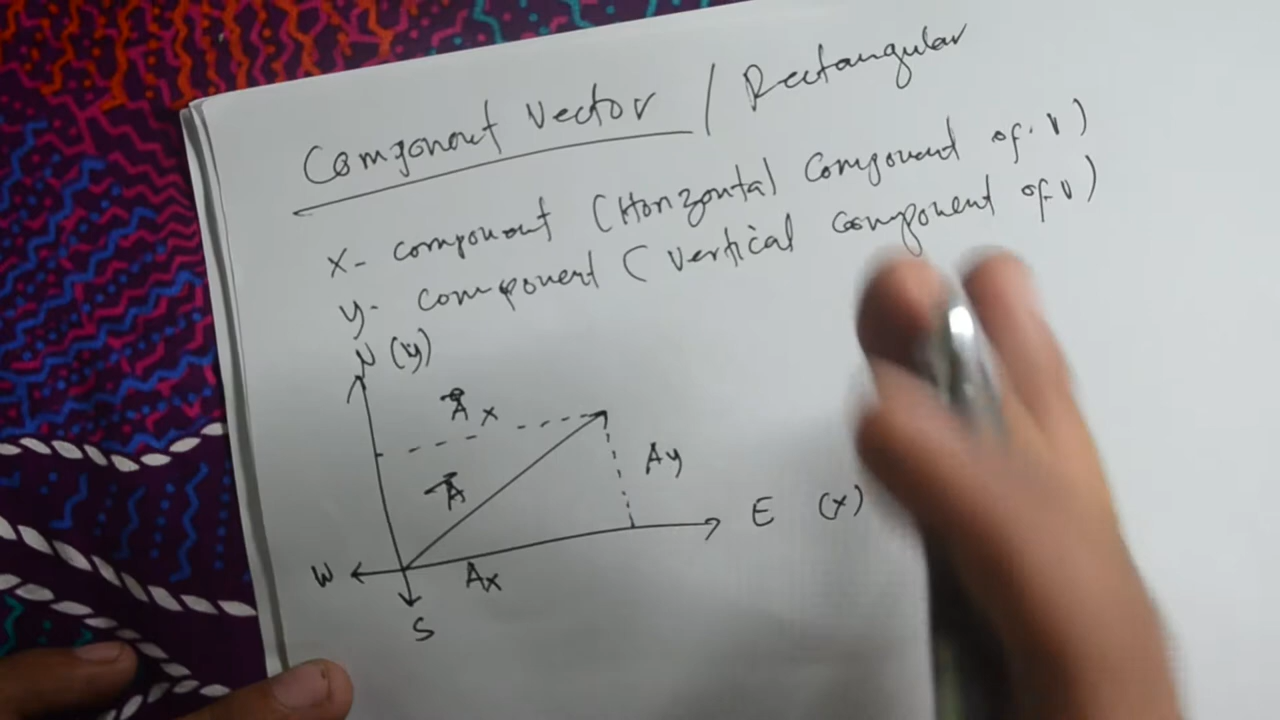 Component Vector / Rectangular
x- component (Horizontal component of. v)
y- component (vertical component of v)
N (y)
A x
A
Ay
E (x)
W
Ax
S